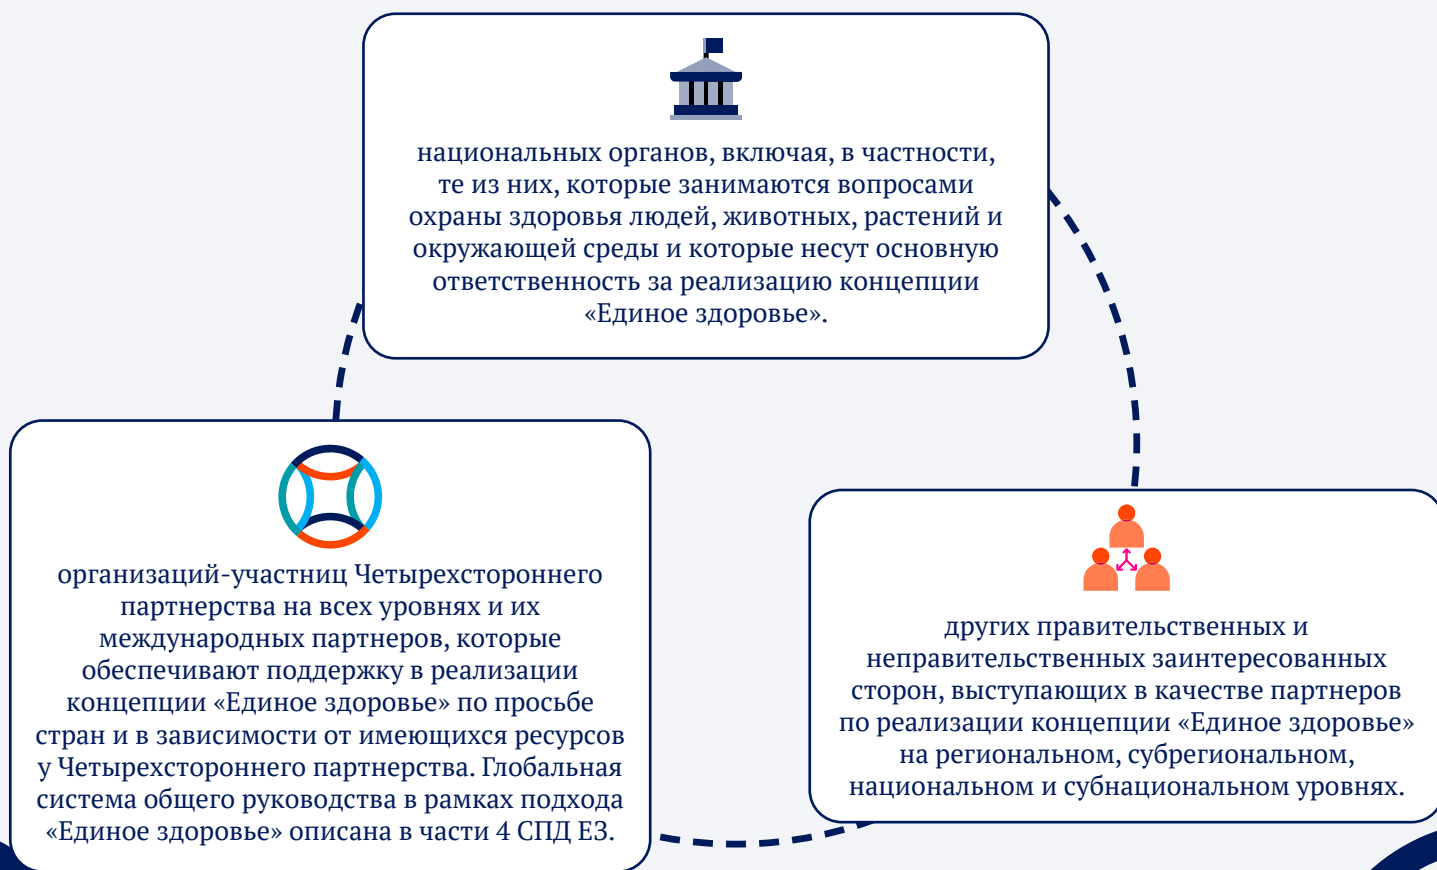 национальных органов, включая, в частности,
те из них, которые занимаются вопросами
охраны здоровья людей, животных, растений и
окружающей среды и которые несут основную
ответственность за реализацию концепции
«Единое здоровье».
организаций-участниц Четырехстороннего
партнерства на всех уровнях и их
международных партнеров, которые
обеспечивают поддержку в реализации
концепции «Единое здоровье» по просьбе
стран и в зависимости от имеющихся ресурсов
у Четырехстороннего партнерства. Глобальная
система общего руководства в рамках подхода
«Единое здоровье» описана в части 4 СПД ЕЗ.
других правительственных и
неправительственных заинтересованных
сторон, выступающих в качестве партнеров
по реализации концепции «Единое здоровье»
на региональном, субрегиональном,
национальном и субнациональном уровнях.